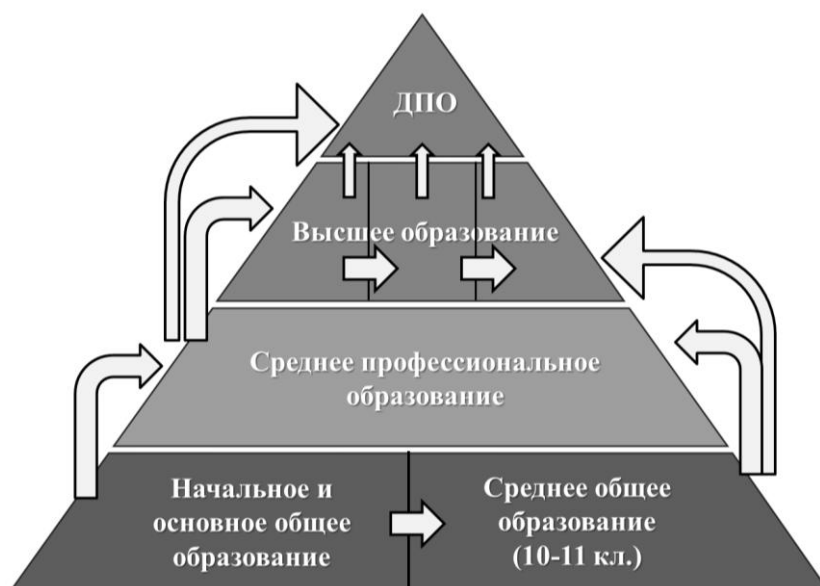 ДПО
Высшее образование
Среднее профессиональное
образование
Начальное и
основное общее
образование
Среднее общее
образование
(10-11 кл.)